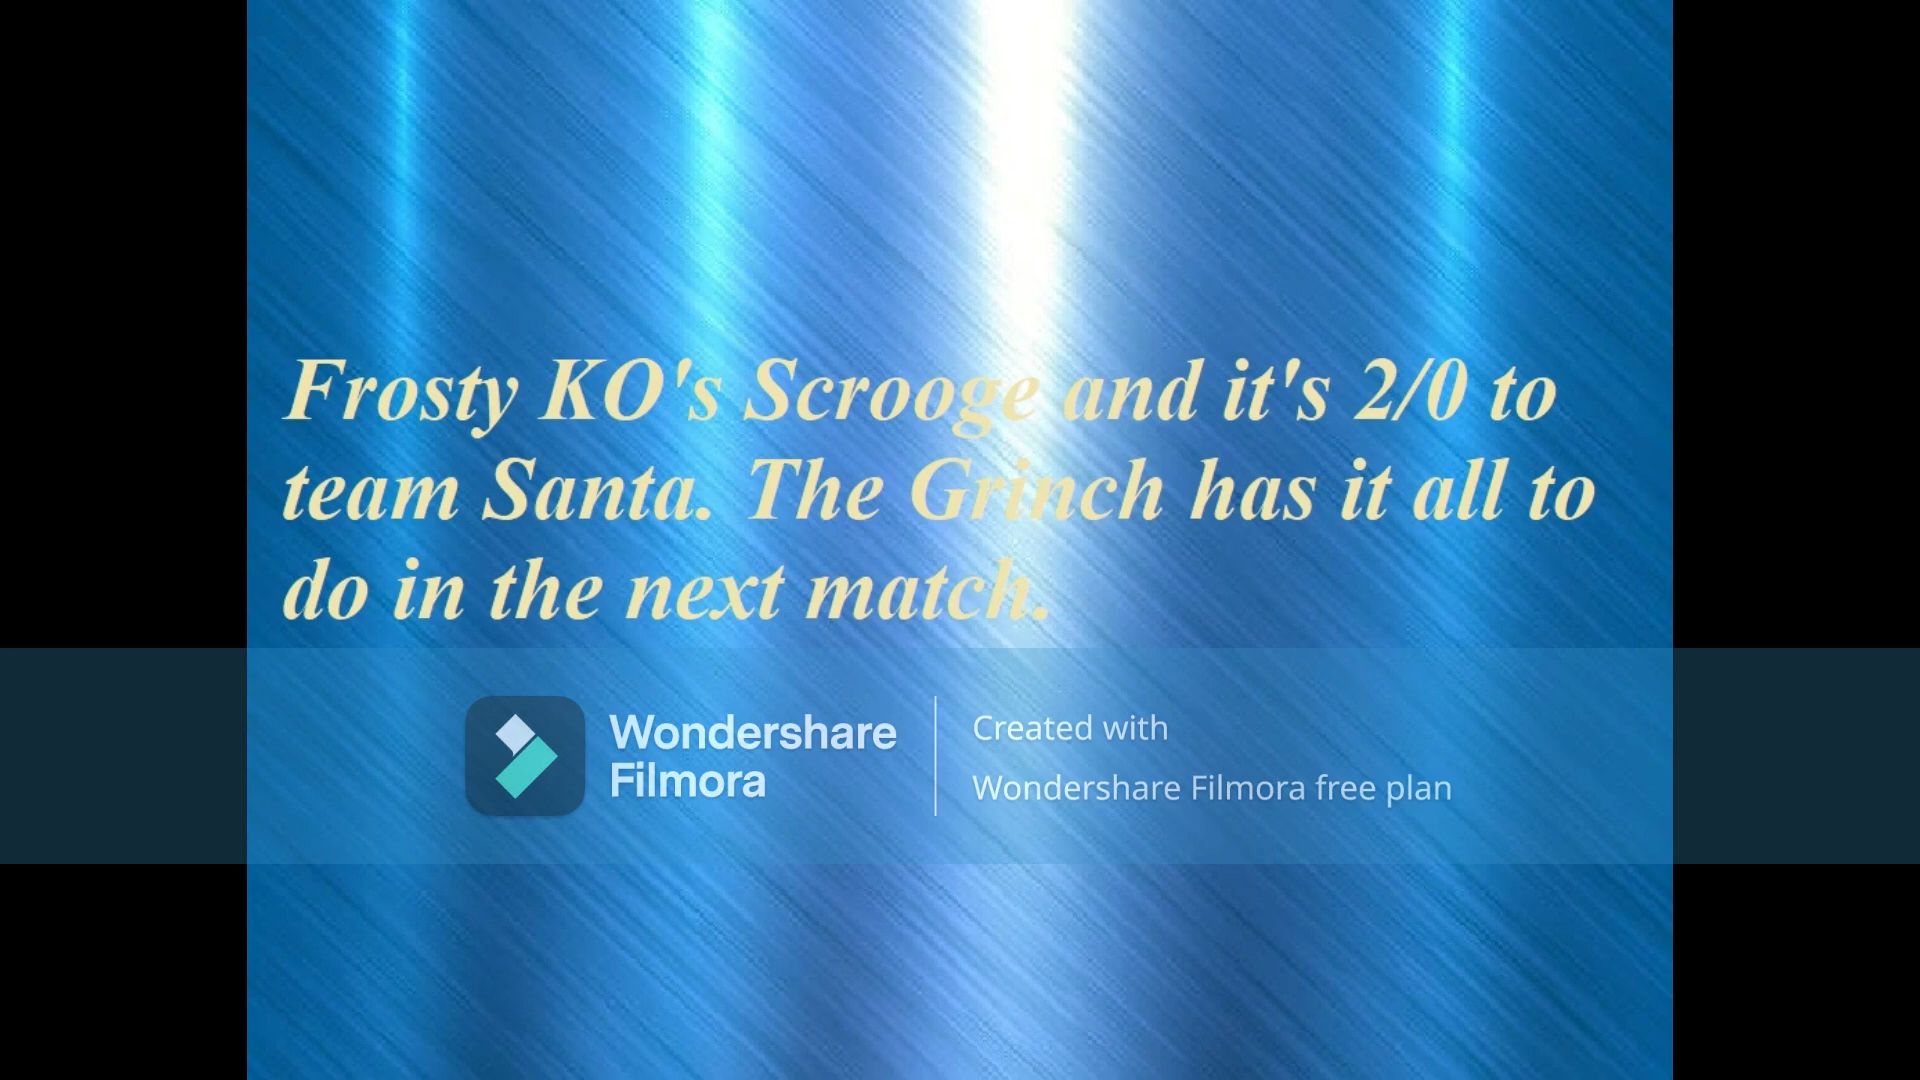 Frosty KO's Scrooge and it's 2/0 to
team Santa. The Grinch has it all to
do in the next match.
Wondershare
Filmora
Created with
Wondershare Filmora free plan